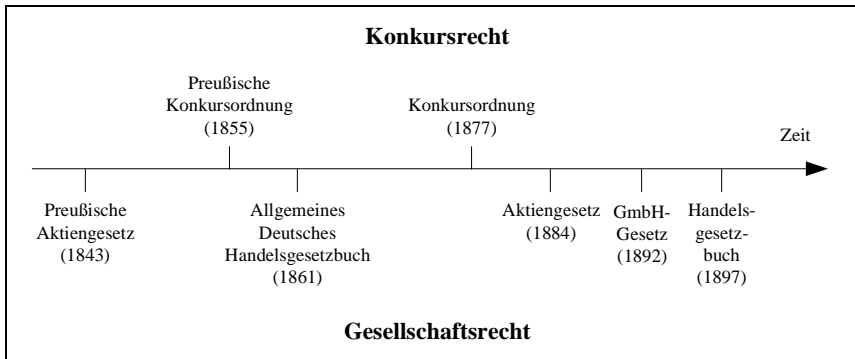 Konkursrecht
Preußische
Konkursordnung
(1855)
Konkursordnung
(1877)
Zeit
Preußische
Aktiengesetz
(1843)
Allgemeines
Deutsches
Handelsgesetzbuch
(1861)
Aktiengesetz
(1884)
GmbH-
Gesetz
(1892)
Handels-
gesetz-
buch
(1897)
Gesellschaftsrecht